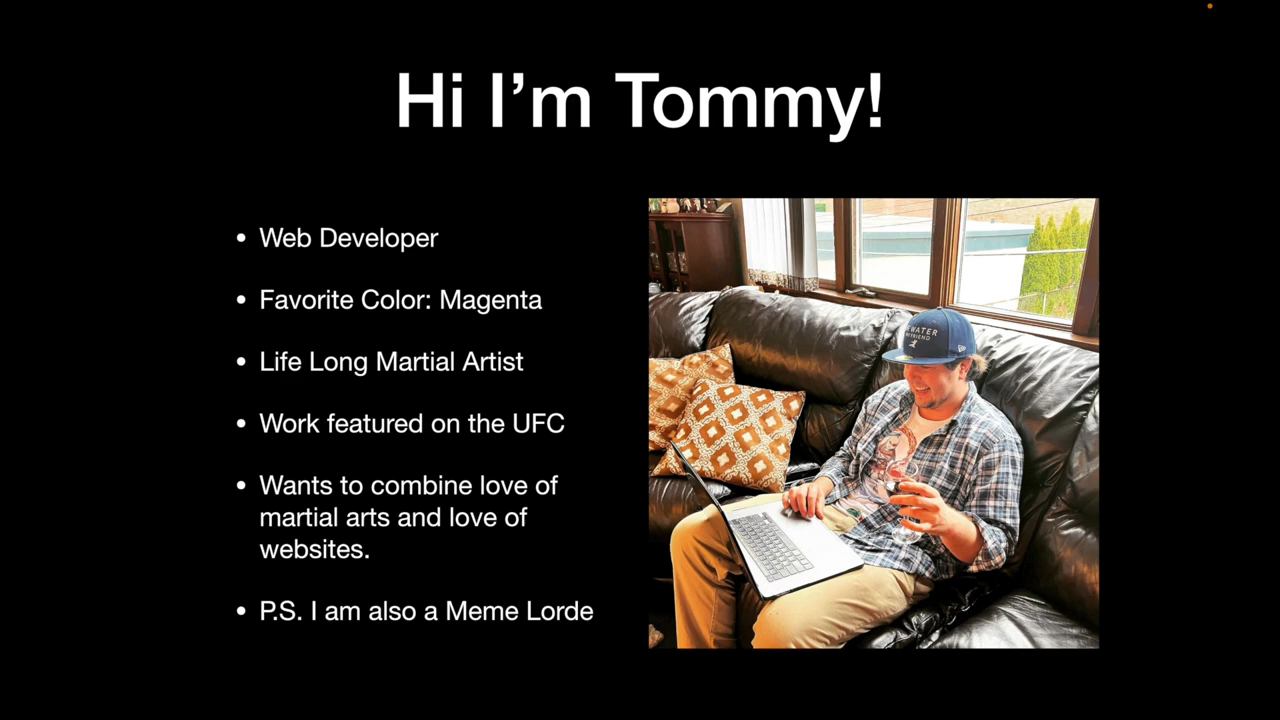 Hi I’m Tommy!
• Web Developer
• Favorite Color: Magenta
• Life Long Martial Artist
• Work featured on the UFC
• Wants to combine love of
martial arts and love of
websites.
• P.S. I am also a Meme Lorde
WATER